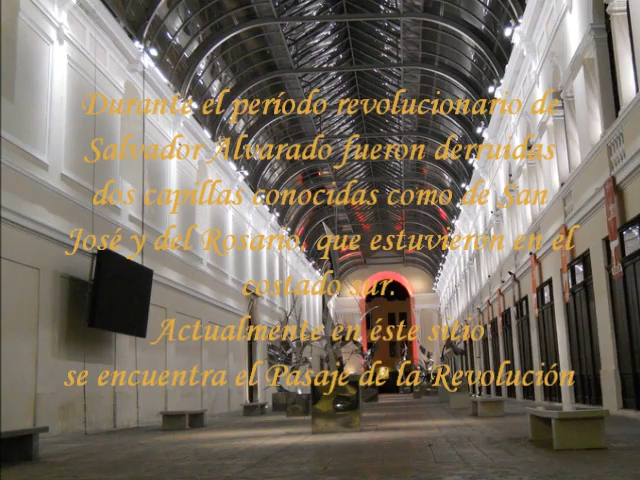 Durante el período revolucionario de
Salvador Alvarado fueron derruidas
dos capillas conocidas como de San
José y del Rosario, que estuvieron en el
costado sur.
Actualmente en éste sitio
se encuentra el Pasaje de la Revolución